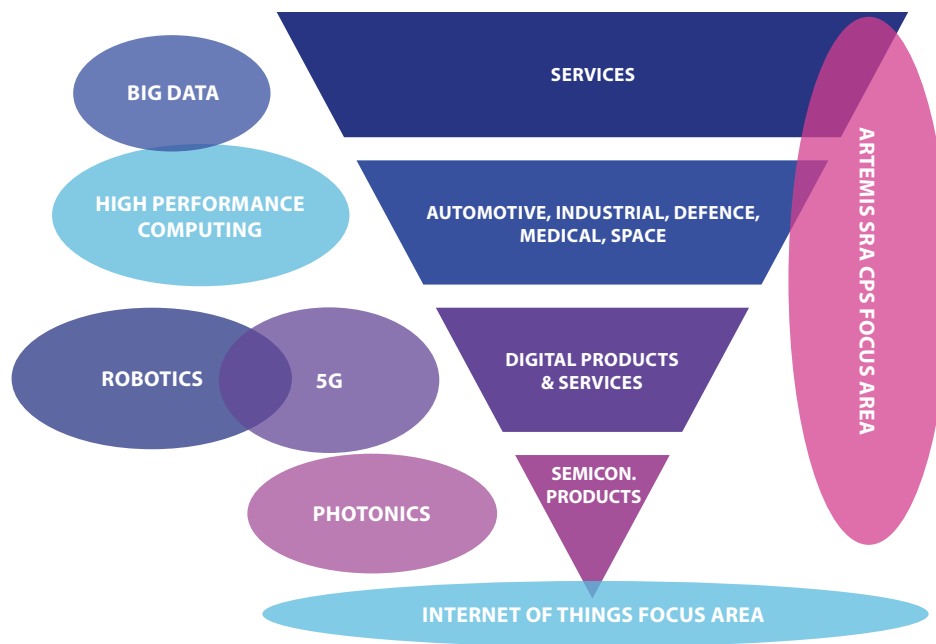 SERVICES
BIG DATA
HIGH PERFORMANCE
COMPUTING
AUTOMOTIVE, INDUSTRIAL, DEFENCE,
MEDICAL, SPACE
ROBOTICS
5G
DIGITAL PRODUCTS
& SERVICES
PHOTONICS
SEMICON.
PRODUCTS
ARTEMIS SRA CPS FOCUS AREA
INTERNET OF THINGS FOCUS AREA